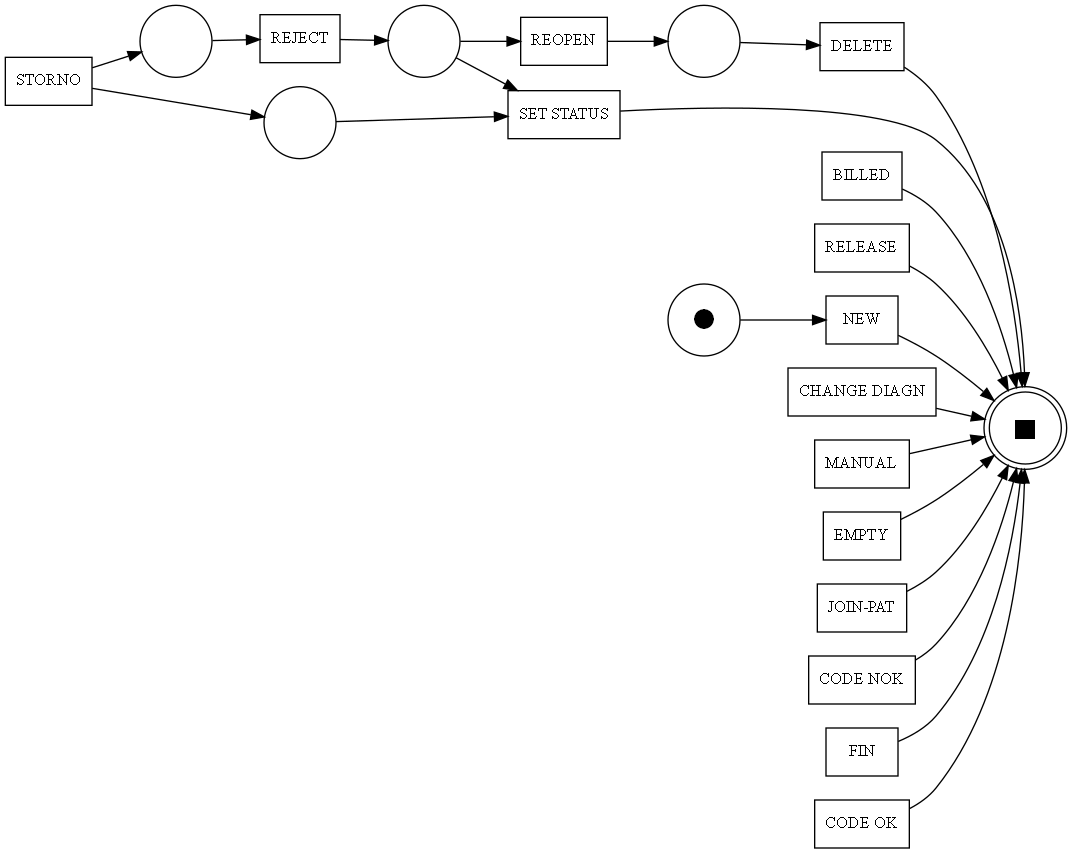 REJECT
REOPEN
DELETE
STORNO
SET STATUS
BILLED
RELEASE
NEW
CHANGE DIAGN
MANUAL
EMPTY
JOIN-PAT
CODE NOK
FIN
CODE OK